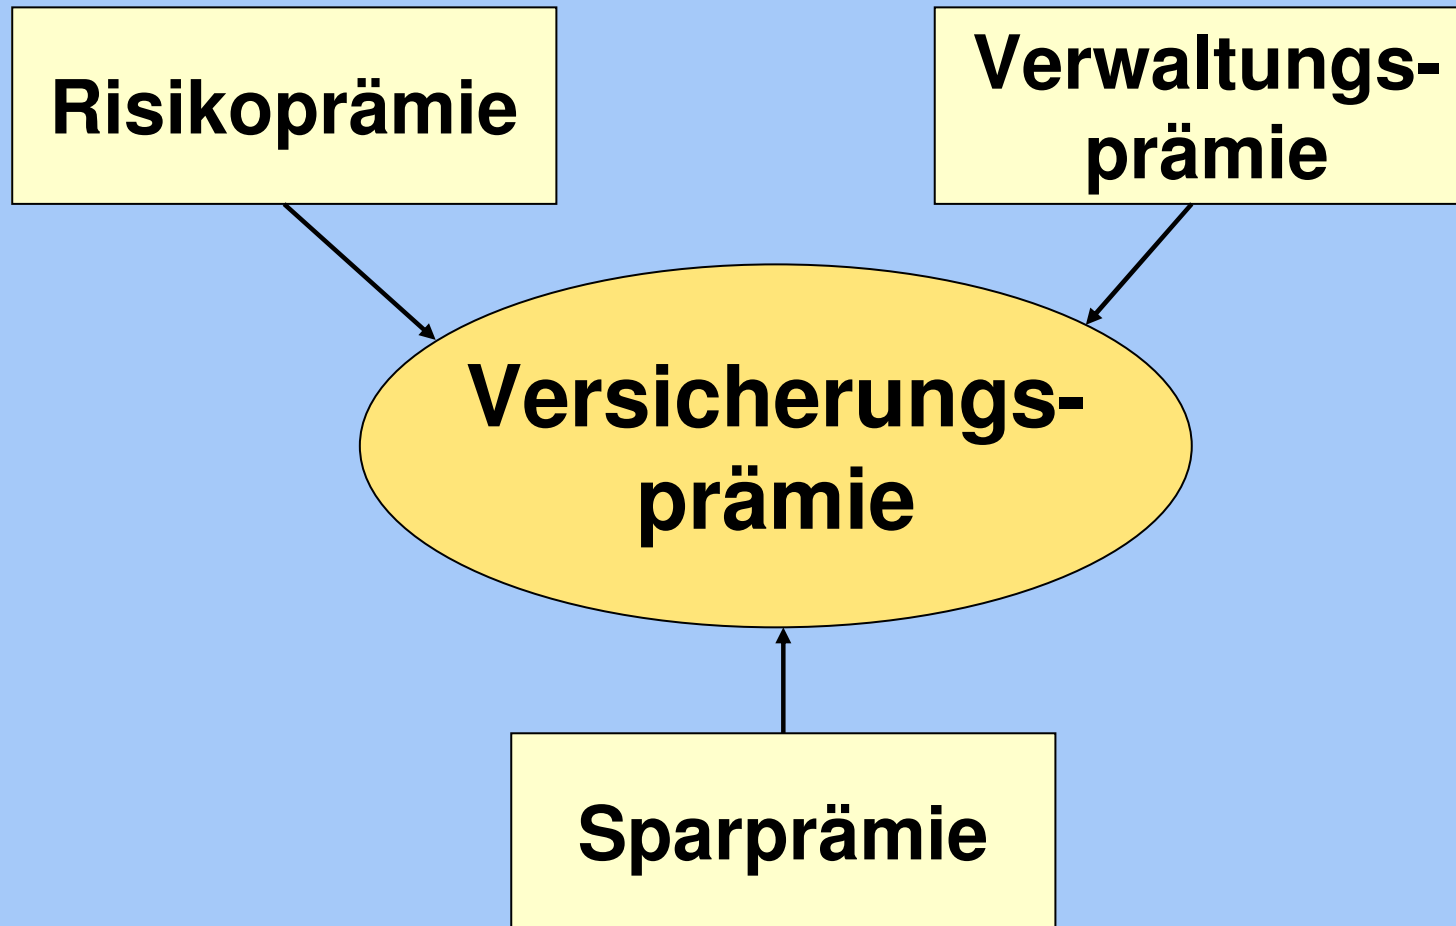 Risikoprämie
Verwaltungs-
prämie
Versicherungs-
prämie
Sparprämie